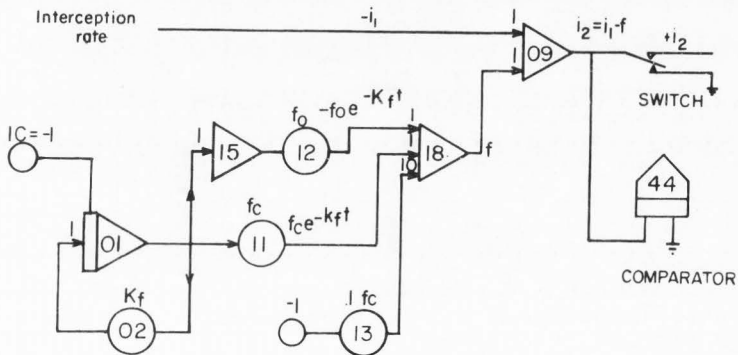 Interception rate
-i₁
1
1
09
i₂=i₁-f
+i₂
SWITCH
IC=-1
1
15
f₀
12
-f₀e^-Kft
1
1
10
18
f
44
COMPARATOR
1
01
fc
11
fce^-kft
Kf
02
-1
.1 fc
13